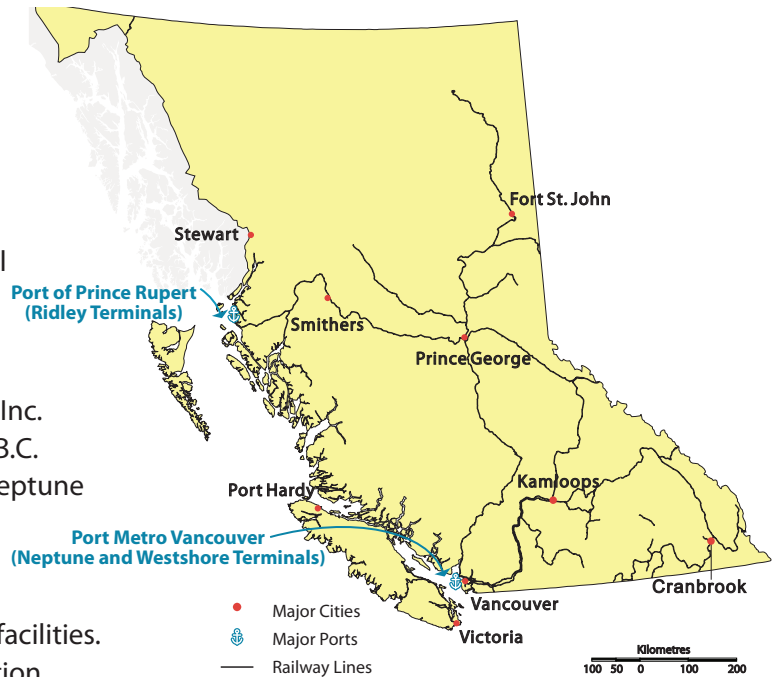 Fort St. John
Stewart
l
Port of Prince Rupert
(Ridley Terminals)
Smithers
Prince George
Inc.
B.C.
Kamloops
eptune
Port Hardy
Port Metro Vancouver
(Neptune and Westshore Terminals)
Cranbrook
Vancouver
Major Cities
facilities.
Victoria
Major Ports
Kilometres
Railway Lines
100 50 0 100 200
tion